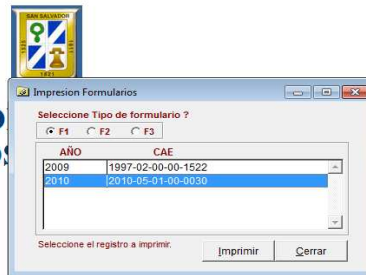 SAN SALVADOR
1821
Impresion Formularios
Seleccione Tipo de formulario ?
F1 F2 F3
AÑO CAE
2009 1997-02-00-00-1522
2010 2010-05-01-00-0030
Seleccione el registro a imprimir.
Imprimir Cerrar